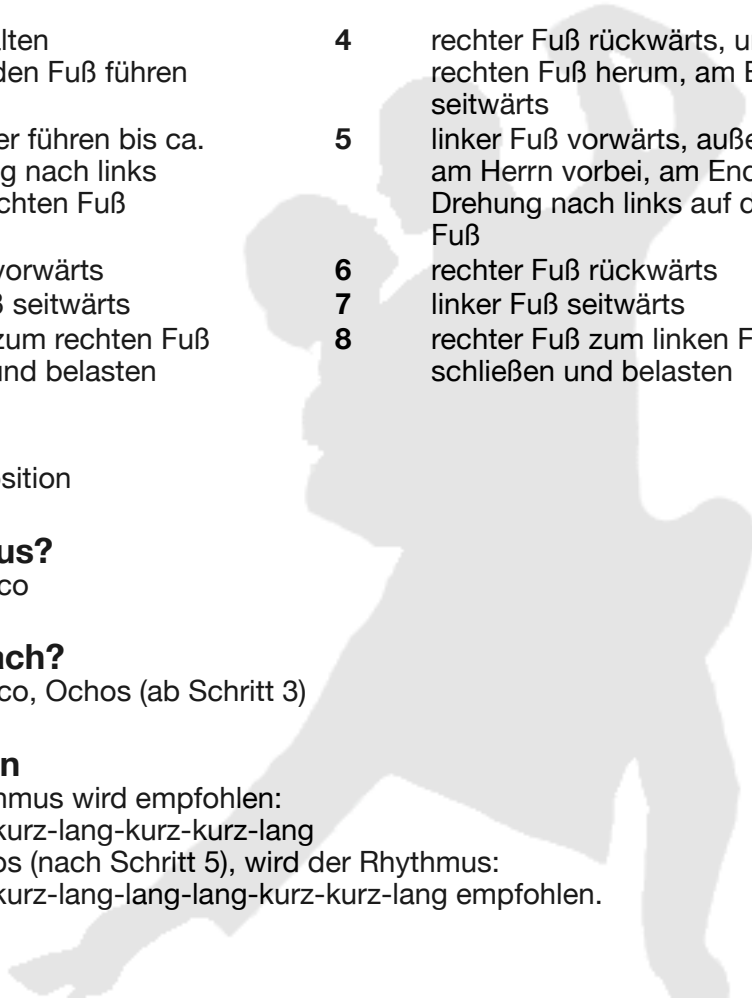 lten
den Fuß führen
er führen bis ca.
g nach links
chten Fuß
vorwärts
ß seitwärts
zum rechten Fuß
und belasten
sition
4 rechter Fuß rückwärts, u
rechten Fuß herum, am E
seitwärts
5 linker Fuß vorwärts, auße
am Herrn vorbei, am End
Drehung nach links auf d
Fuß
6 rechter Fuß rückwärts
7 linker Fuß seitwärts
8 rechter Fuß zum linken F
schließen und belasten
us?
co
ach?
co, Ochos (ab Schritt 3)
n
hmus wird empfohlen:
kurz-lang-kurz-kurz-lang
os (nach Schritt 5), wird der Rhythmus:
kurz-lang-lang-lang-kurz-kurz-lang empfohlen.